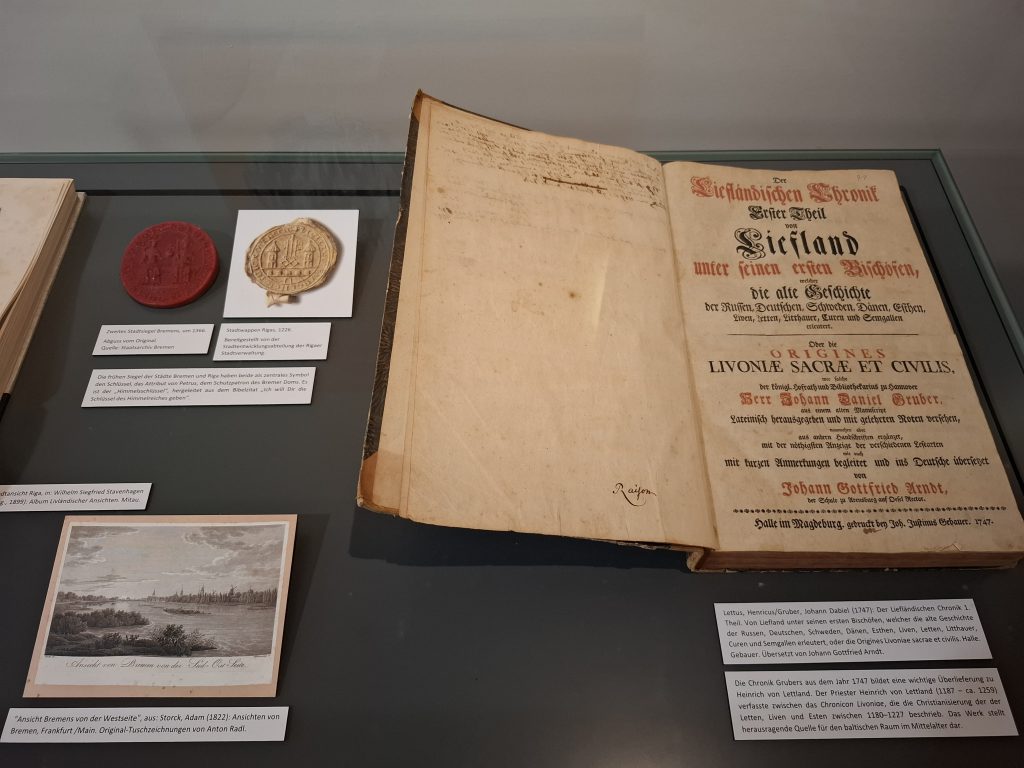 Zweites Stadtsiegel Bremens, um 1366.
Abguss vom Original
Quelle: Staatsarchiv Bremen
Stadtwappen Rigas, 1226.
Bereitgestellt von der
Stadtentwicklungsabteilung der Rigaer
Stadtverwaltung.
Die frühen Siegel der Städte Bremen und Riga haben beide als zentrales Symbol
den Schlüssel, das Attribut von Petrus, dem Schutzpatron des Bremer Doms. Es
ist der „Himmelsschlüssel“, hergeleitet aus dem Bibelzitat „Ich will Dir die
Schlüssel des Himmelreiches geben“.
dtansicht Riga, in: Wilhelm Siegfried Stavenhagen
g., 1899): Album Livländischer Ansichten. Mitau.
Ansicht von Bremen von der Süd-Ost-Seite.
"Ansicht Bremens von der Westseite", aus: Storck, Adam (1822): Ansichten von
Bremen, Frankfurt /Main. Original-Tuschzeichnungen von Anton Radl.
Raison
Der
Liefländischen Chronik
Erster Theil
von
Liefland
unter seinen ersten Bischöfen,
welcher
die alte Geschichte
der Russen, Deutschen, Schweden, Dänen, Esthen,
Liven, Letten, Litthauer, Curen und Semgallen
erleutert.
Oder die
ORIGINES
LIVONIÆ SACRÆ ET CIVILIS,
wie solche
der königl. Hofrath und Bibliothekarius zu Hannover
Herr Johann Daniel Gruber,
aus einem alten Manuscript
Lateinisch herausgegeben und mit gelehrten Noten versehen,
nunmehro aber
aus andern Handschriften ergänzet,
mit der nöthigsten Anzeige der verschiedenen Lesearten
wie auch
mit kurzen Anmerkungen begleitet und ins Deutsche übersetzet
von
Johann Gottfried Arndt,
der Schule zu Arensburg auf Oesel Rector.
Halle im Magdeburg. gedruckt bey Joh. Justinus Gebauer. 1747.
Lettus, Henricus/Gruber, Johann Dabiel (1747): Der Liefländischen Chronik 1.
Theil. Von Liefland unter seinen ersten Bischöfen, welcher die alte Geschichte
der Russen, Deutschen, Schweden, Dänen, Esthen, Liven, Letten, Litthauer,
Curen und Semgallen erleutert, oder die Origines Livoniae sacrae et civilis. Halle.
Gebauer. Übersetzt von Johann Gottfried Arndt.
Die Chronik Grubers aus dem Jahr 1747 bildet eine wichtige Überlieferung zu
Heinrich von Lettland. Der Priester Heinrich von Lettland (1187 – ca. 1259)
verfasste zwischen das Chronicon Livoniae, die die Christianisierung der der
Letten, Liven und Esten zwischen 1180–1227 beschrieb. Das Werk stellt
herausragende Quelle für den baltischen Raum im Mittelalter dar.